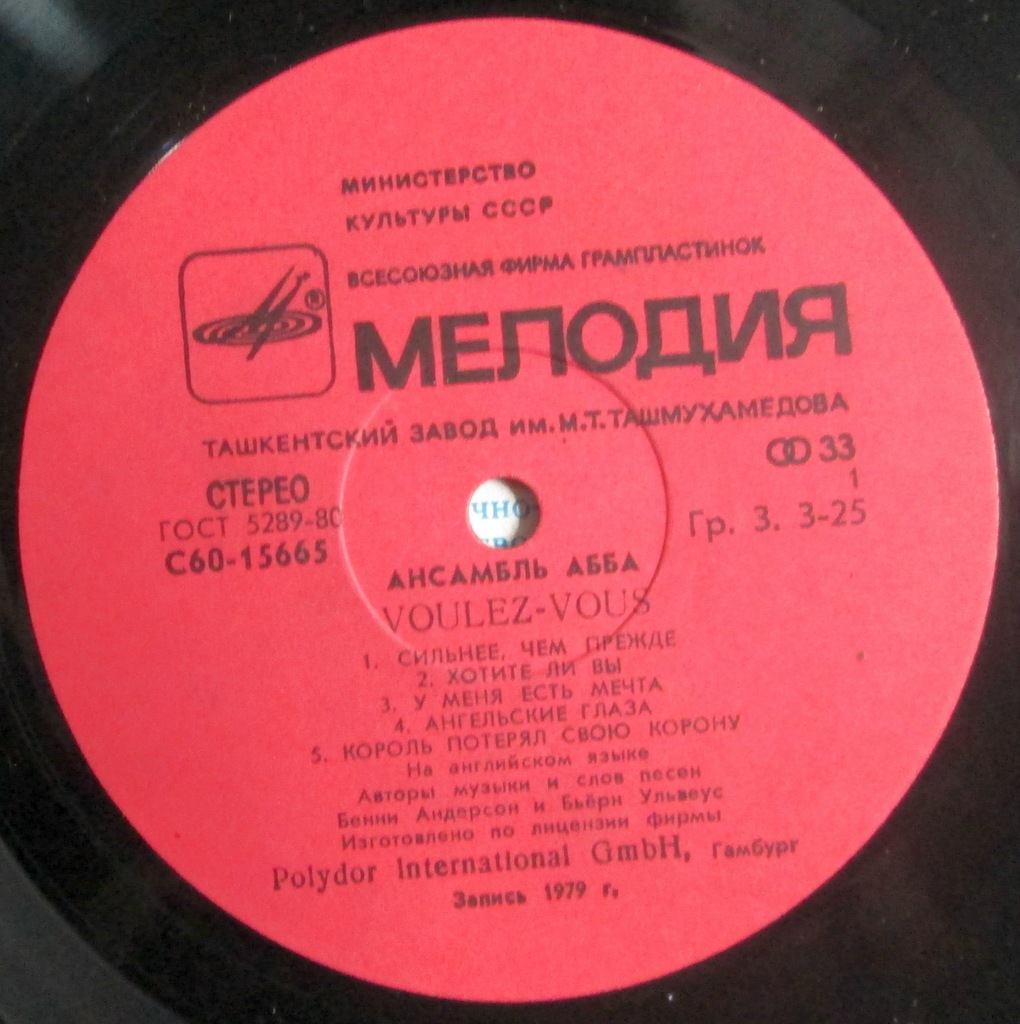 МИНИСТЕРСТВО
КУЛЬТУРЫ СССР
ВСЕСОЮЗНАЯ ФИРМА ГРАМПЛАСТИНОК
®
МЕЛОДИЯ
ТАШКЕНТСКИЙ ЗАВОД ИМ. М.Т. ТАШМУХАМЕДОВА
СТЕРЕО
ГОСТ 5289-80
С60-15665
33
1
Гр. 3. 3-25
ЧНО-
АНСАМБЛЬ АББА
VOULEZ-VOUS
1. СИЛЬНЕЕ, ЧЕМ ПРЕЖДЕ
2. ХОТИТЕ ЛИ ВЫ
3. У МЕНЯ ЕСТЬ МЕЧТА
4. АНГЕЛЬСКИЕ ГЛАЗА
5. КОРОЛЬ ПОТЕРЯЛ СВОЮ КОРОНУ
На английском языке
Авторы музыки и слов песен
Бенни Андерсон и Бьёрн Ульвеус
Изготовлено по лицензии фирмы
Polydor International GmbH, Гамбург
Запись 1979 г.